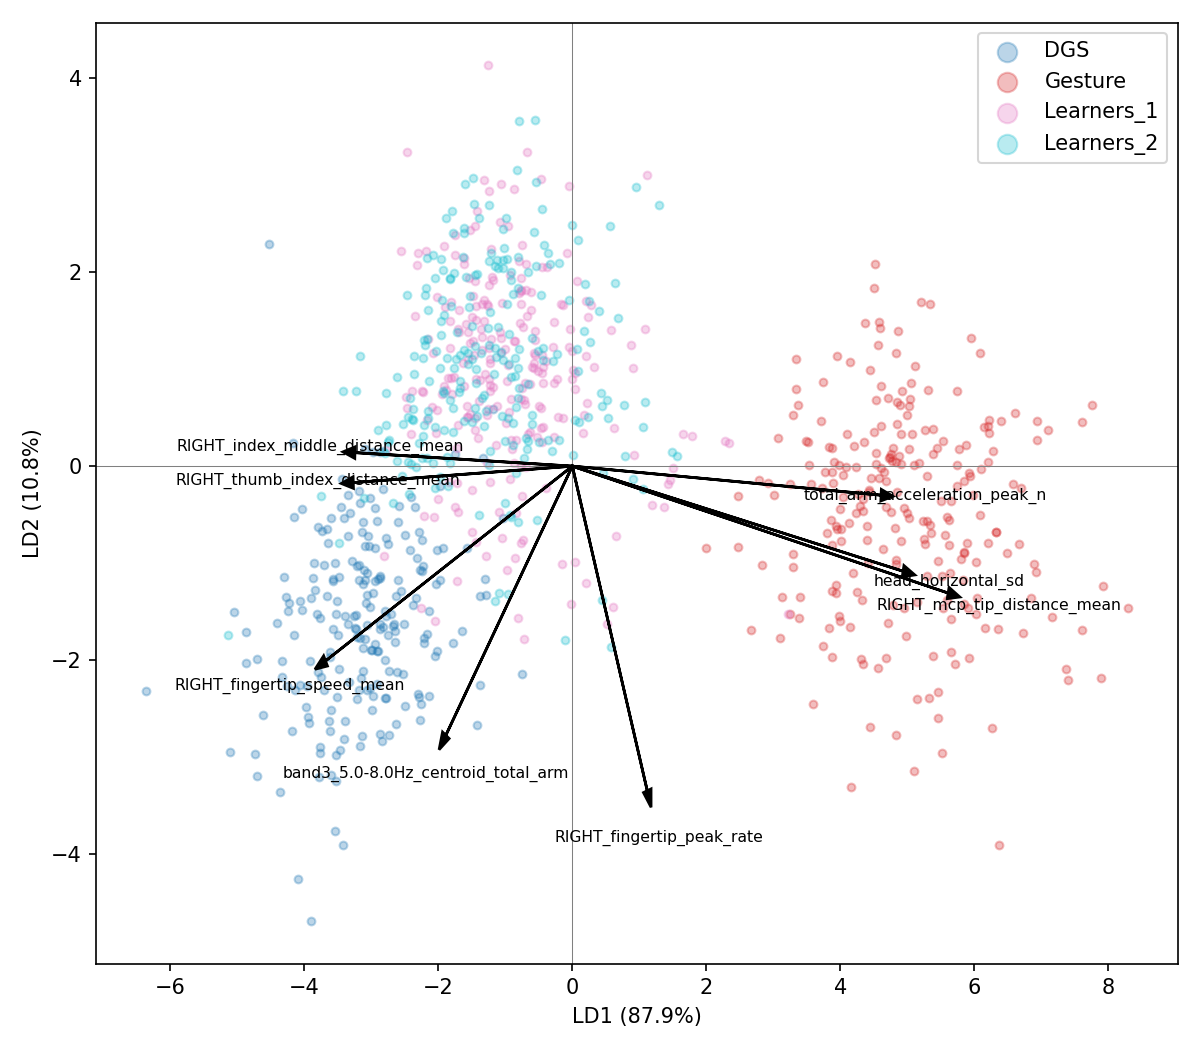 DGS
Gesture
Learners_1
Learners_2
4
2
0
−2
−4
LD2 (10.8%)
RIGHT_index_middle_distance_mean
RIGHT_thumb_index_distance_mean
total_arm_acceleration_peak_n
head_horizontal_sd
RIGHT_mcp_tip_distance_mean
RIGHT_fingertip_speed_mean
band3_5.0-8.0Hz_centroid_total_arm
RIGHT_fingertip_peak_rate
−6 −4 −2 0 2 4 6 8
LD1 (87.9%)